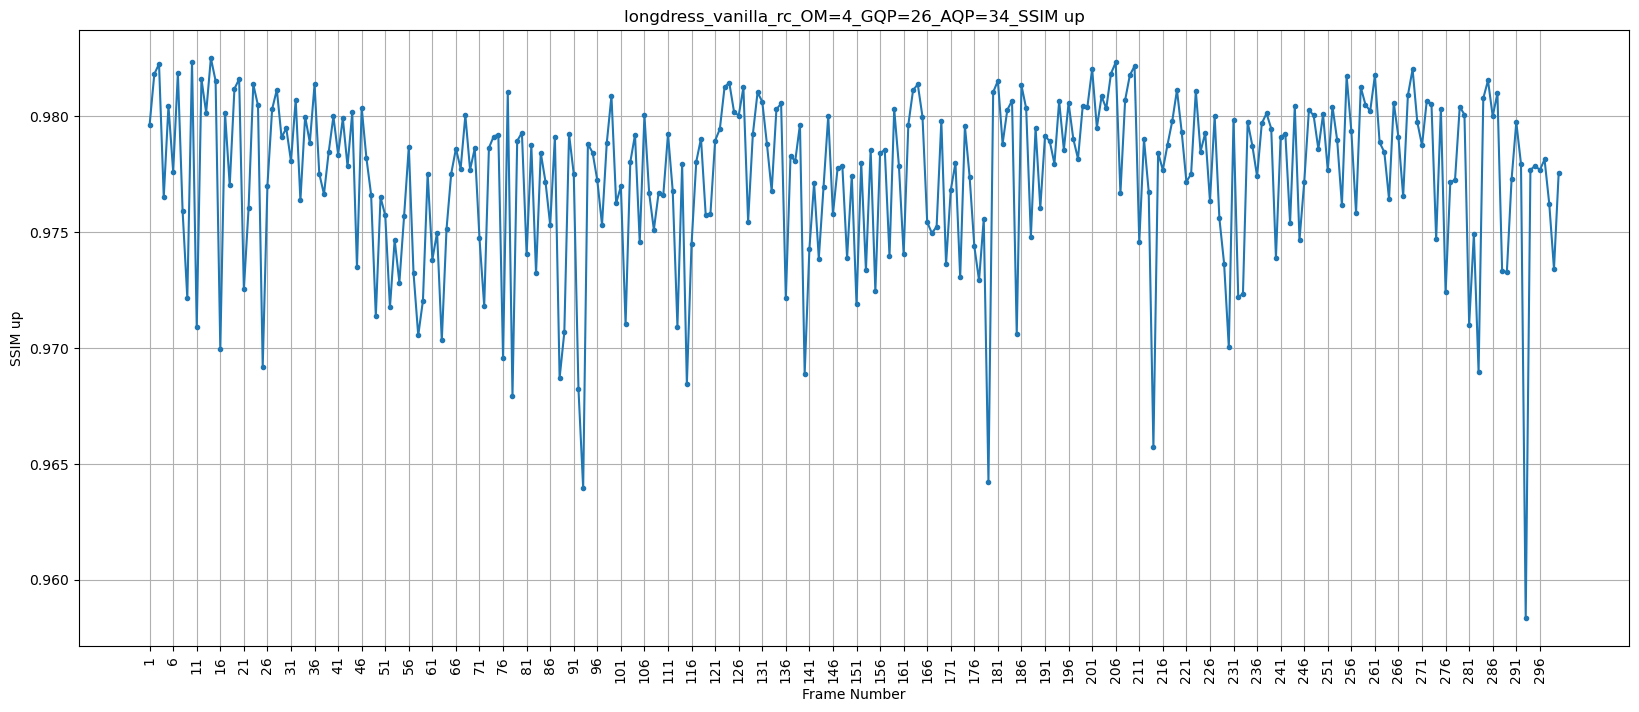 longdress_vanilla_rc_OM=4_GQP=26_AQP=34_SSIM up
SSIM up
0.980
0.975
0.970
0.965
0.960
1 6 11 16 21 26 31 36 41 46 51 56 61 66 71 76 81 86 91 96 101 106 111 116 121 126 131 136 141 146 151 156 161 166 171 176 181 186 191 196 201 206 211 216 221 226 231 236 241 246 251 256 261 266 271 276 281 286 291 296
Frame Number